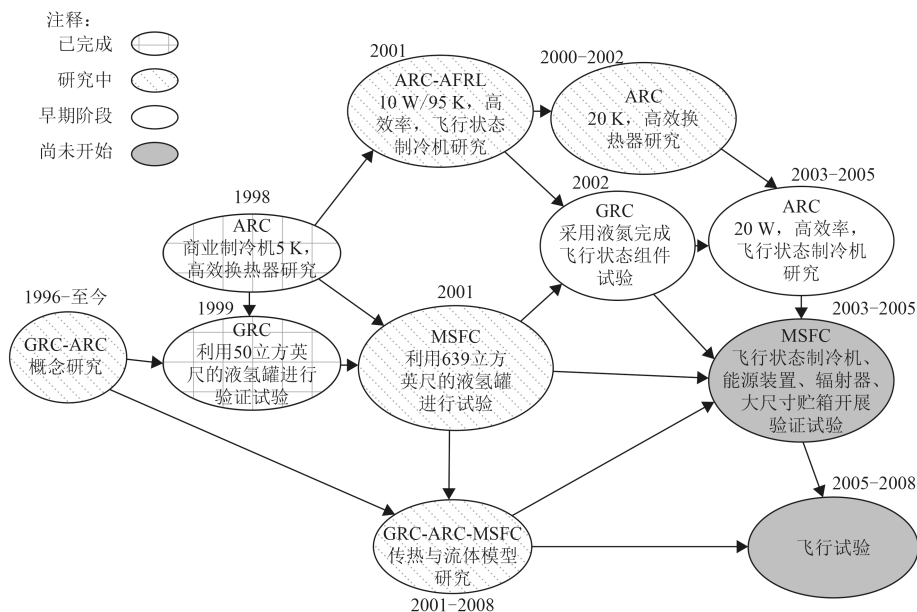 注释：
已完成
研究中
早期阶段
尚未开始
2001
ARC-AFRL
10 W/95 K，高
效率，飞行状态
制冷机研究
2000-2002
ARC
20 K，高效换
热器研究
1998
ARC
商业制冷机5 K，
高效换热器研究
2002
GRC
采用液氮完成
飞行状态组件
试验
2003-2005
ARC
20 W，高效率，
飞行状态制冷机
研究
1996-至今
GRC-ARC
概念研究
1999
GRC
利用50立方英
尺的液氢罐进行
验证试验
2001
MSFC
利用639立方
英尺的液氢罐
进行试验
2003-2005
MSFC
飞行状态制冷机、
能源装置、辐射器、
大尺寸贮箱开展
验证试验
GRC-ARC-MSFC
传热与流体模型
研究
2001-2008
2005-2008
飞行试验